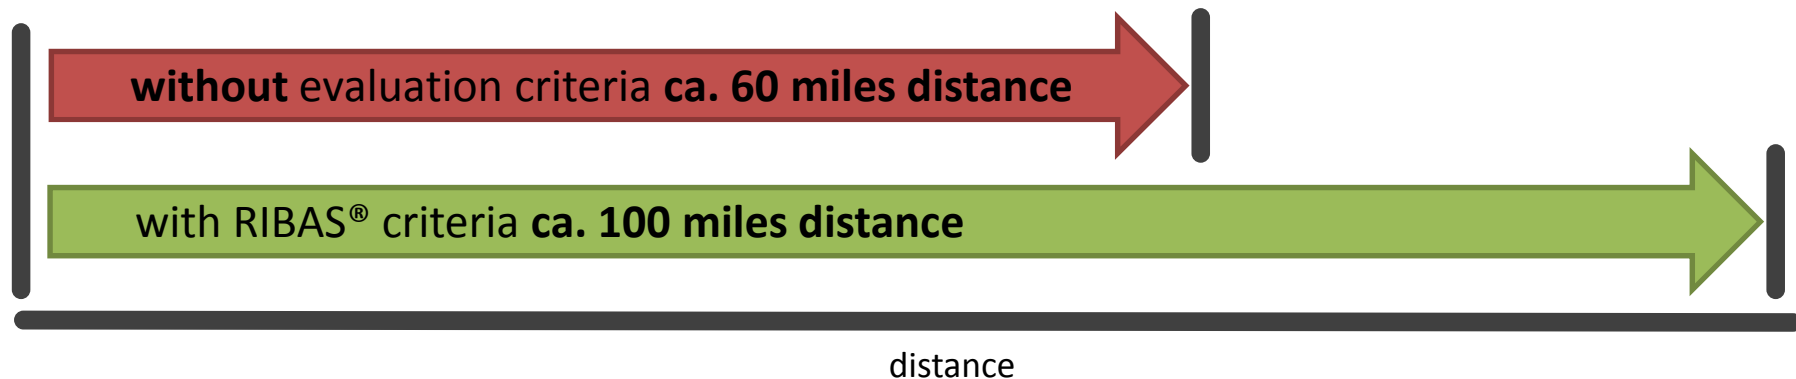 without evaluation criteria ca. 60 miles distance
with RIBAS® criteria ca. 100 miles distance
distance